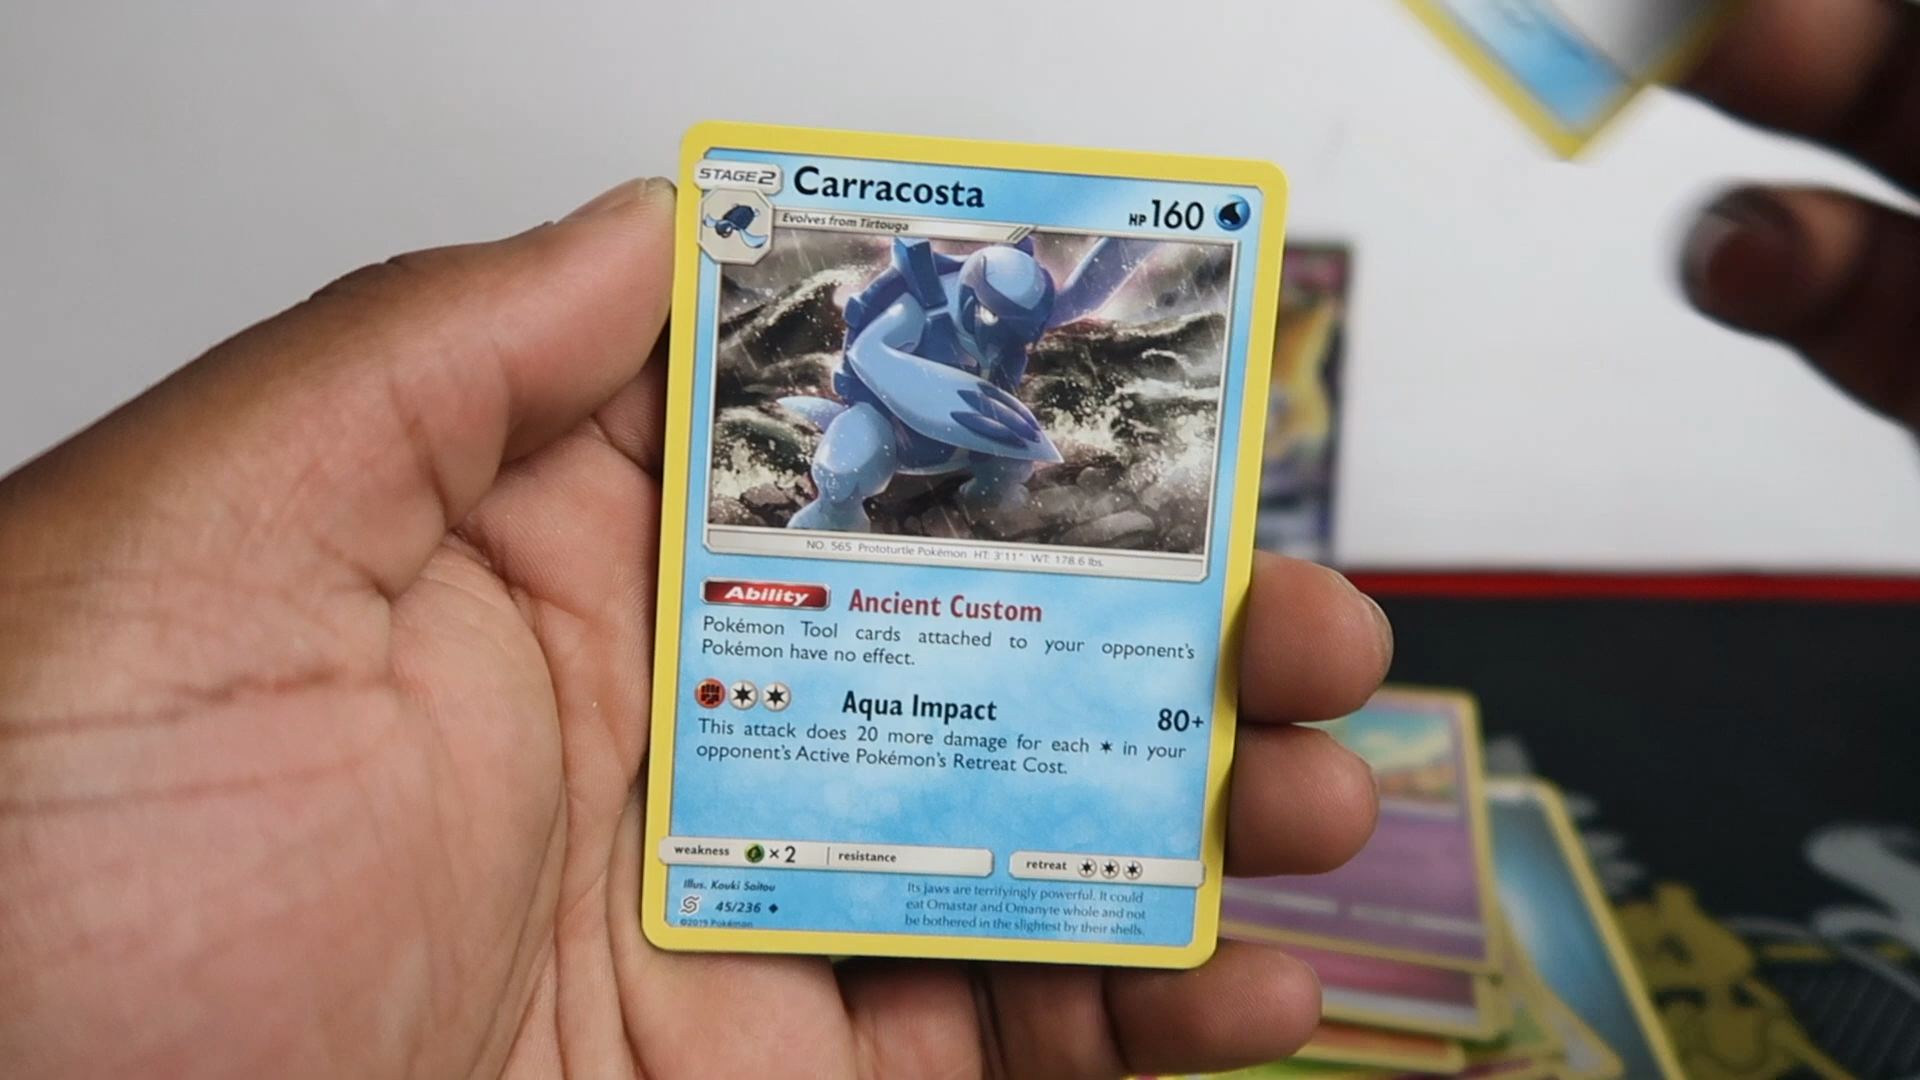 STAGE2 Carracosta HP160
Evolves from Tirtouga
NO. 565 Prototurtle Pokémon HT: 3'11" WT: 178.6 lbs.
Ability Ancient Custom
Pokémon Tool cards attached to your opponent's
Pokémon have no effect.
Aqua Impact 80+
This attack does 20 more damage for each in your
opponent's Active Pokémon's Retreat Cost.
weakness ×2 resistance retreat
Illus. Kouki Saitou
45/236
©2019 Pokémon
Its jaws are terrifyingly powerful. It could
eat Omastar and Omanyte whole and not
be bothered in the slightest by their shells.